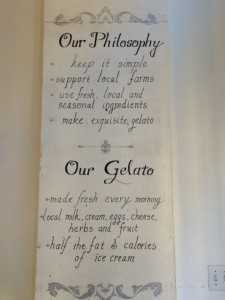 Our Philosophy
keep it simple
support local farms
use fresh, local and
seasonal ingredients
make exquisite gelato
Our Gelato
made fresh every morning
local milk, cream, eggs, cheese,
herbs and fruit
half the fat & calories
of ice cream